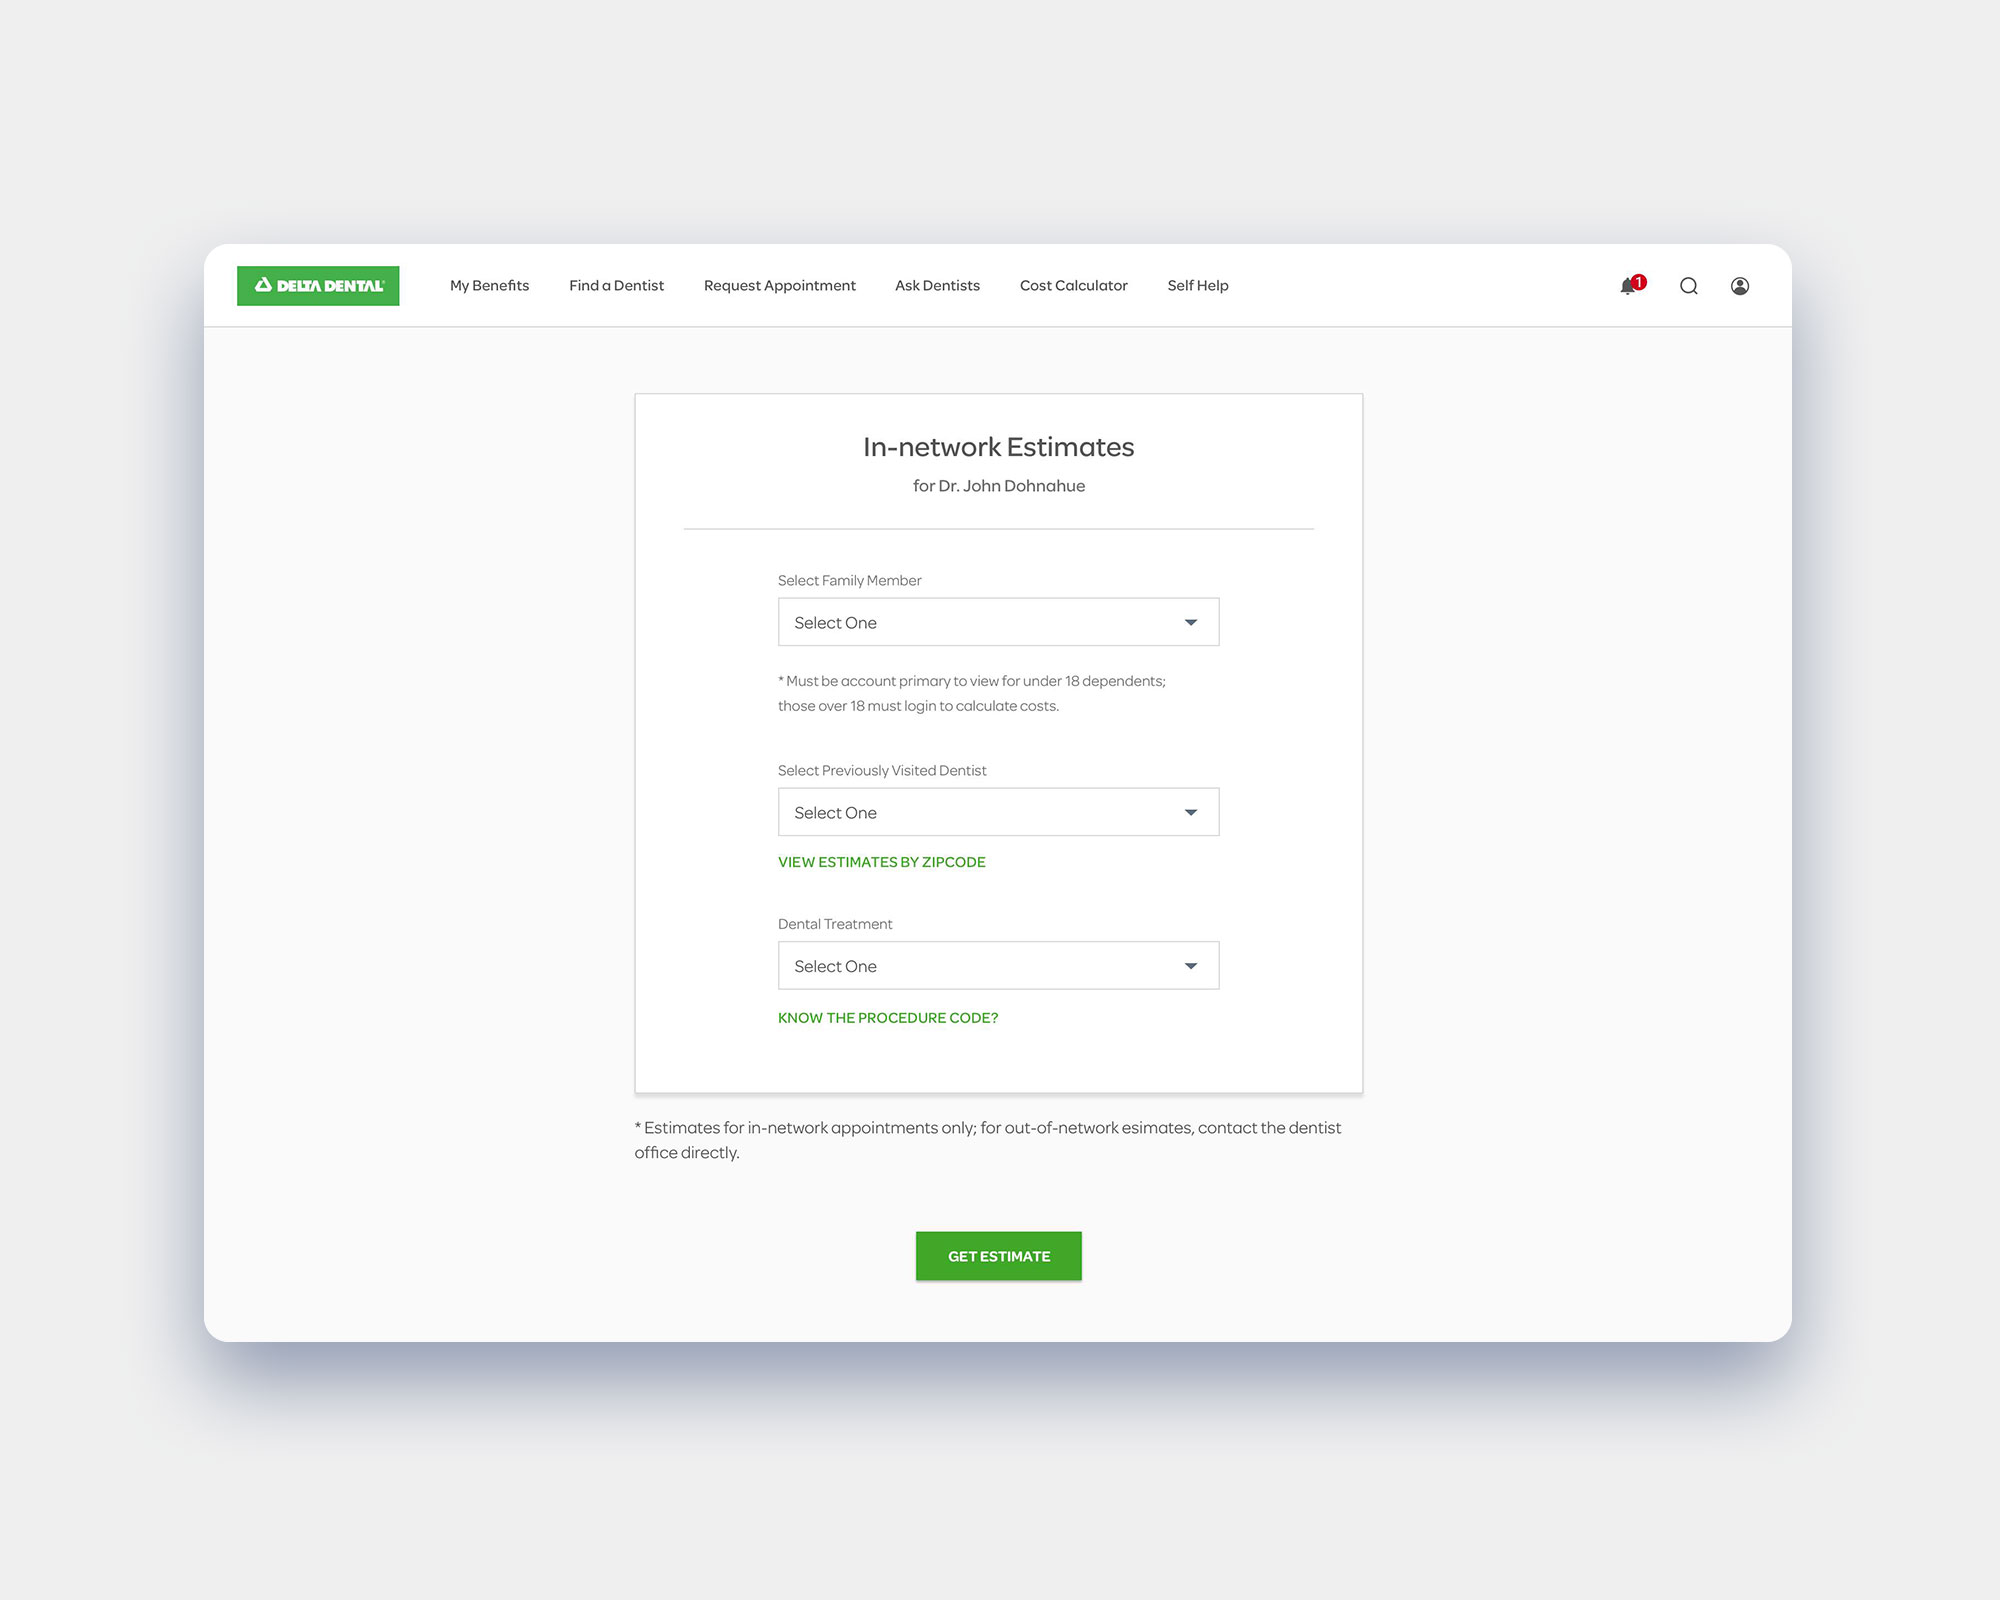 DELTA DENTAL
My Benefits
Find a Dentist
Request Appointment
Ask Dentists
Cost Calculator
Self Help
1
In-network Estimates
for Dr. John Dohnahue
Select Family Member
Select One
* Must be account primary to view for under 18 dependents;
those over 18 must login to calculate costs.
Select Previously Visited Dentist
Select One
VIEW ESTIMATES BY ZIPCODE
Dental Treatment
Select One
KNOW THE PROCEDURE CODE?
* Estimates for in-network appointments only; for out-of-network esimates, contact the dentist
office directly.
GET ESTIMATE